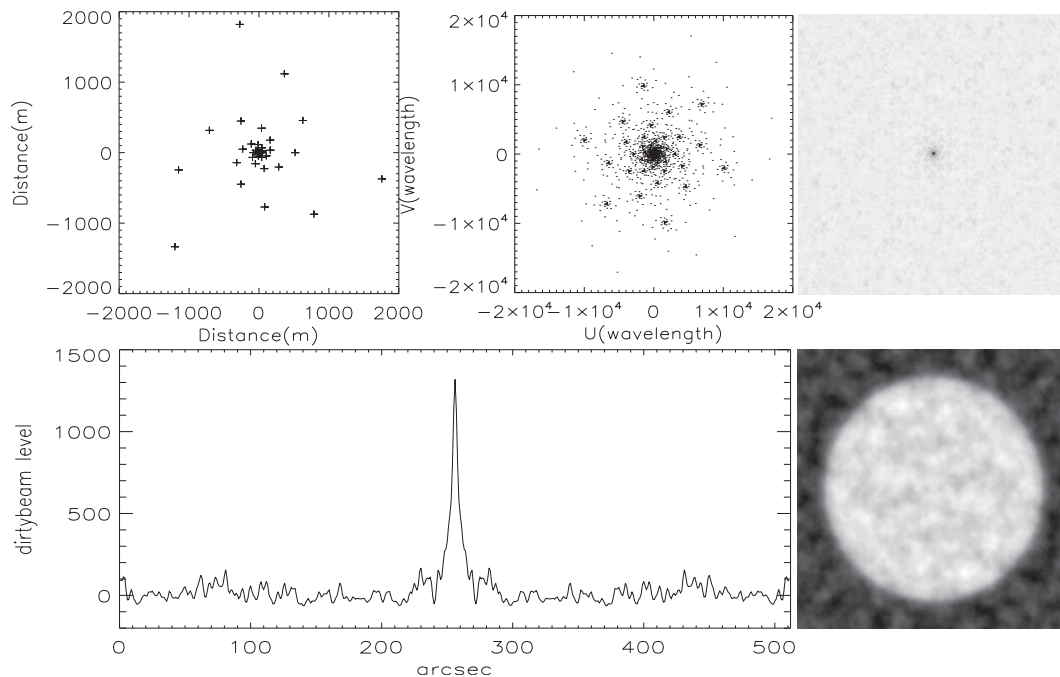 2000
1000
0
−1000
−2000
Distance(m)
−2000 −1000 0 1000 2000
Distance(m)
2×10⁴
1×10⁴
0
−1×10⁴
−2×10⁴
V(wavelength)
−2×10⁴ −1×10⁴ 0 1×10⁴ 2×10⁴
U(wavelength)
1500
1000
500
0
dirtybeam level
0 100 200 300 400 500
arcsec